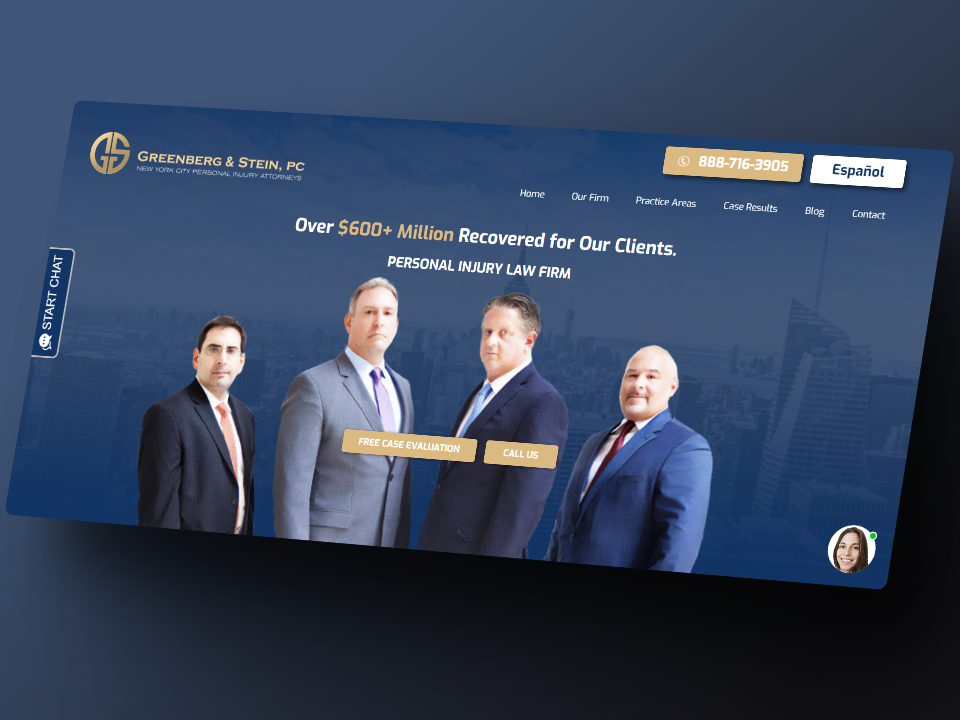 GREENBERG & STEIN, PC
NEW YORK CITY PERSONAL INJURY ATTORNEYS
888-716-3905
Español
Home
Our Firm
Practice Areas
Case Results
Blog
Contact
Over $600+ Million Recovered for Our Clients.
PERSONAL INJURY LAW FIRM
START CHAT
FREE CASE EVALUATION
CALL US